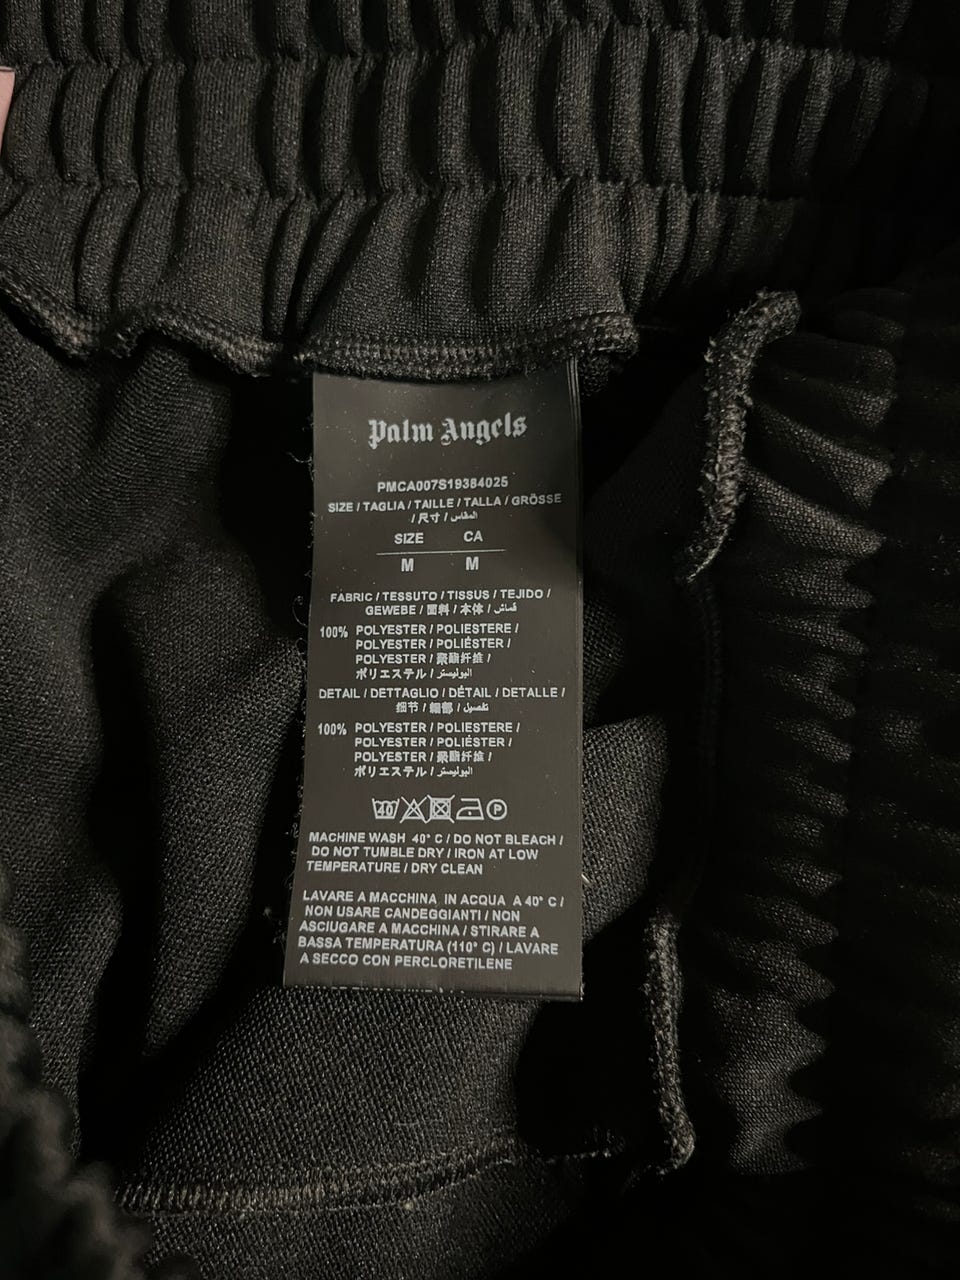 Palm Angels
PMCA007S19384025
SIZE / TAGLIA / TAILLE / TALLA / GRÖSSE
/ 尺寸 / المقاس
SIZE CA
M M
FABRIC / TESSUTO / TISSUS / TEJIDO /
GEWEBE / 面料 / 本体 / قماش
100% POLYESTER / POLIESTERE /
POLYESTER / POLIÉSTER /
POLYESTER / 聚酯纤维 /
ポリエステル / البوليستر
DETAIL / DETTAGLIO / DÉTAIL / DETALLE /
细节 / 細部 / تفصيل
100% POLYESTER / POLIESTERE /
POLYESTER / POLIÉSTER /
POLYESTER / 聚酯纤维 /
ポリエステル / البوليستر
40 P
MACHINE WASH 40° C / DO NOT BLEACH /
DO NOT TUMBLE DRY / IRON AT LOW
TEMPERATURE / DRY CLEAN
LAVARE A MACCHINA IN ACQUA A 40° C /
NON USARE CANDEGGIANTI / NON
ASCIUGARE A MACCHINA / STIRARE A
BASSA TEMPERATURA (110° C) / LAVARE
A SECCO CON PERCLORETILENE